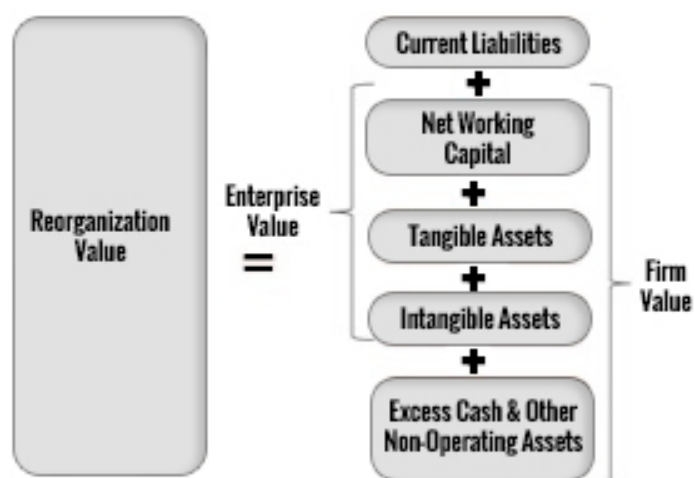 Reorganization
Value
Enterprise
Value
=
Current Liabilities
+
Net Working
Capital
+
Tangible Assets
+
Intangible Assets
+
Excess Cash & Other
Non-Operating Assets
Firm
Value